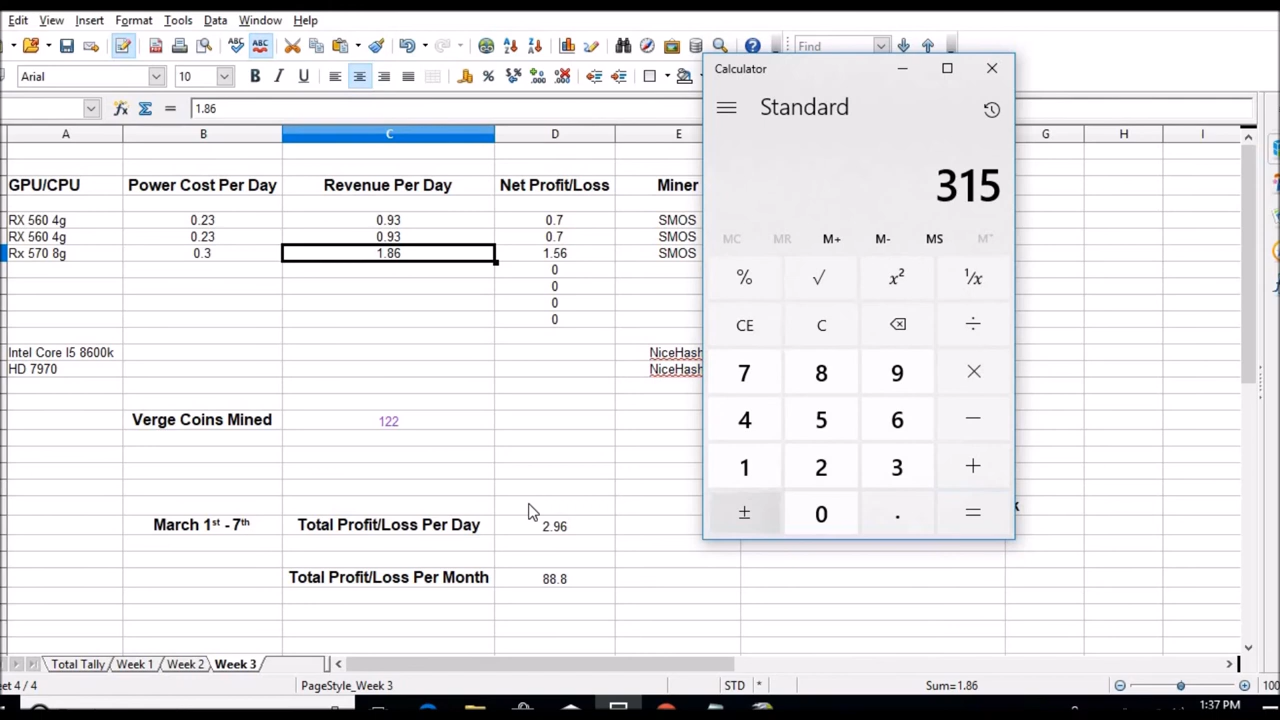 Edit View Insert Format Tools Data Window Help
Find
Arial 10 B I U
1.86
Calculator
Standard
315
MC MR M+ M- MS M˅
% √ x² ¹/x
CE C ÷
7 8 9 ×
4 5 6 −
1 2 3 +
± 0 . =
A B C D E G H I
GPU/CPU Power Cost Per Day Revenue Per Day Net Profit/Loss Miner
RX 560 4g 0.23 0.93 0.7 SMOS
RX 560 4g 0.23 0.93 0.7 SMOS
Rx 570 8g 0.3 1.86 1.56 SMOS
0
0
0
0
Intel Core I5 8600k NiceHash
HD 7970 NiceHash
Verge Coins Mined 122
March 1st - 7th Total Profit/Loss Per Day 2.96
Total Profit/Loss Per Month 88.8
Total Tally Week 1 Week 2 Week 3
eet 4 / 4 PageStyle_Week 3 STD * Sum=1.86 100
1:37 PM